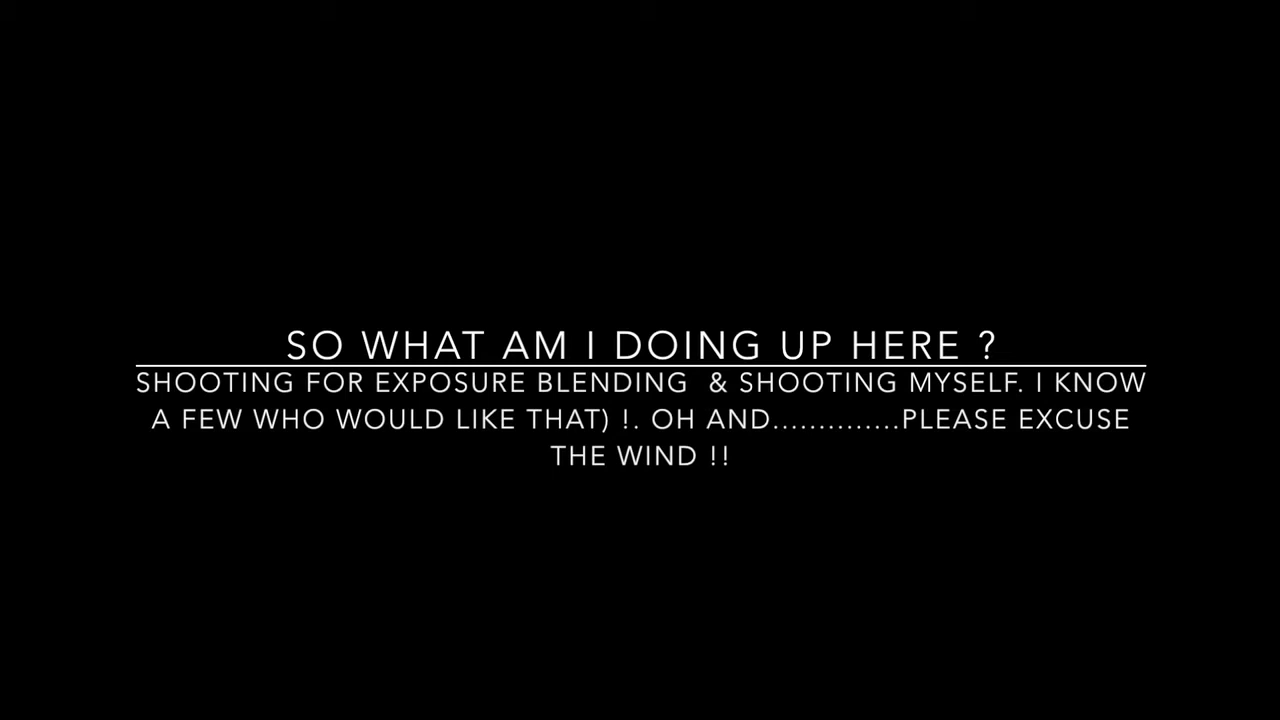 SO WHAT AM I DOING UP HERE ?
SHOOTING FOR EXPOSURE BLENDING  & SHOOTING MYSELF. I KNOW
A FEW WHO WOULD LIKE THAT) !. OH AND..............PLEASE EXCUSE
THE WIND !!